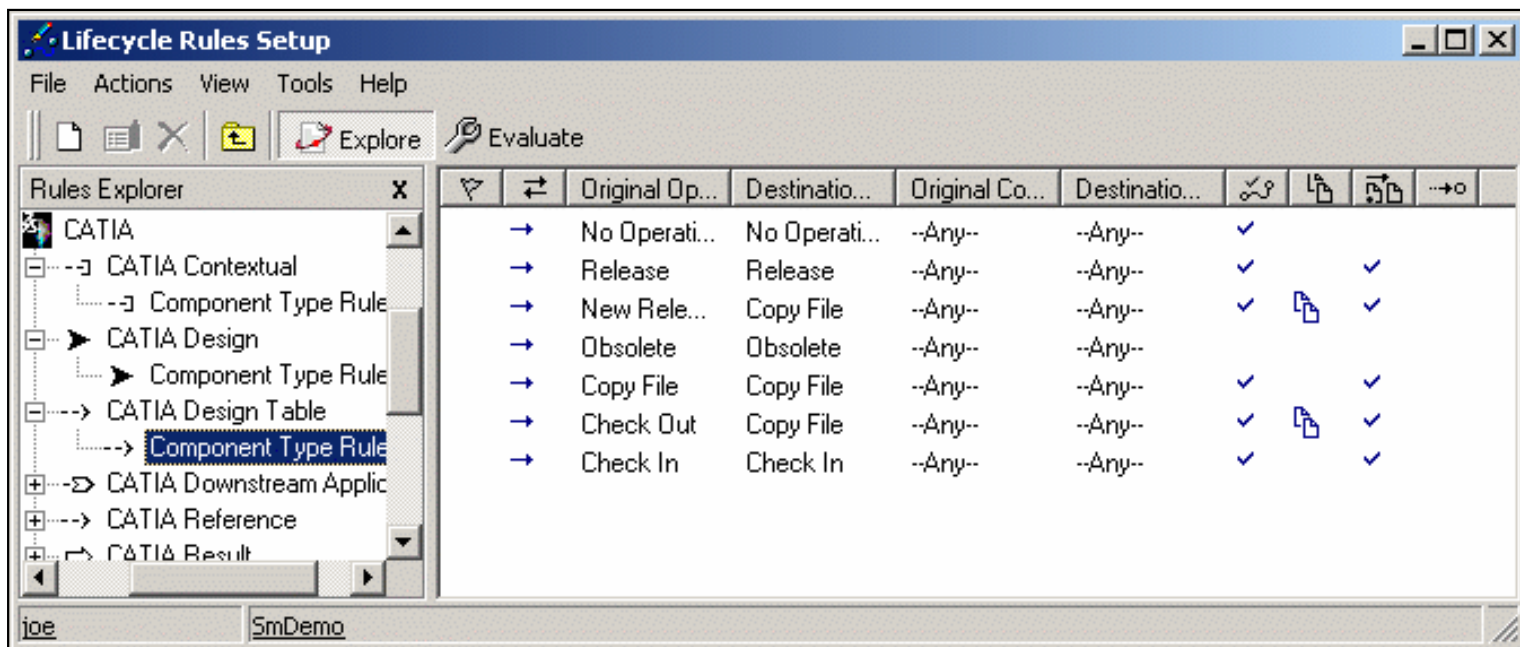 Lifecycle Rules Setup
File Actions View Tools Help
Explore Evaluate
Rules Explorer x
Original Op... Destinatio... Original Co... Destinatio...
CATIA
CATIA Contextual
Component Type Rule
CATIA Design
Component Type Rule
CATIA Design Table
Component Type Rule
CATIA Downstream Applic
CATIA Reference
CATIA Result
No Operati... No Operati... --Any-- --Any--
Release Release --Any-- --Any--
New Rele... Copy File --Any-- --Any--
Obsolete Obsolete --Any-- --Any--
Copy File Copy File --Any-- --Any--
Check Out Copy File --Any-- --Any--
Check In Check In --Any-- --Any--
joe SmDemo